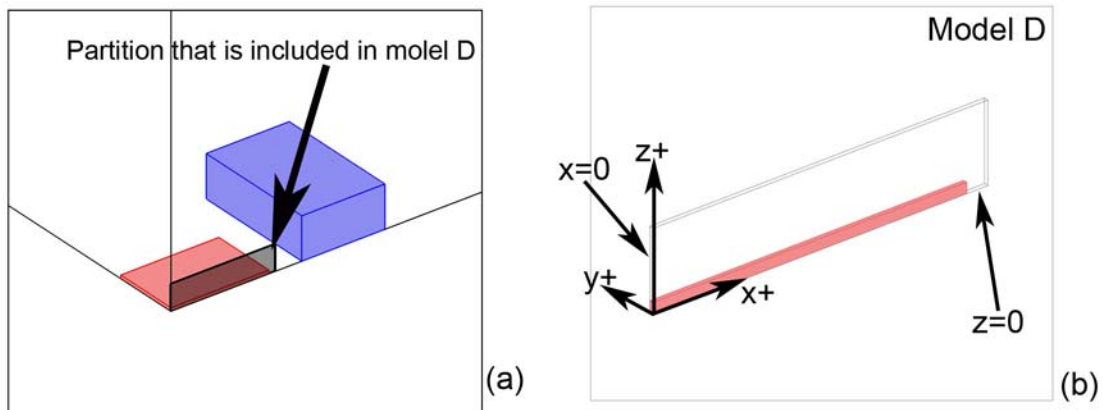 Partition that is included in molel D
(a)
Model D
z+
x=0
y+
x+
z=0
(b)